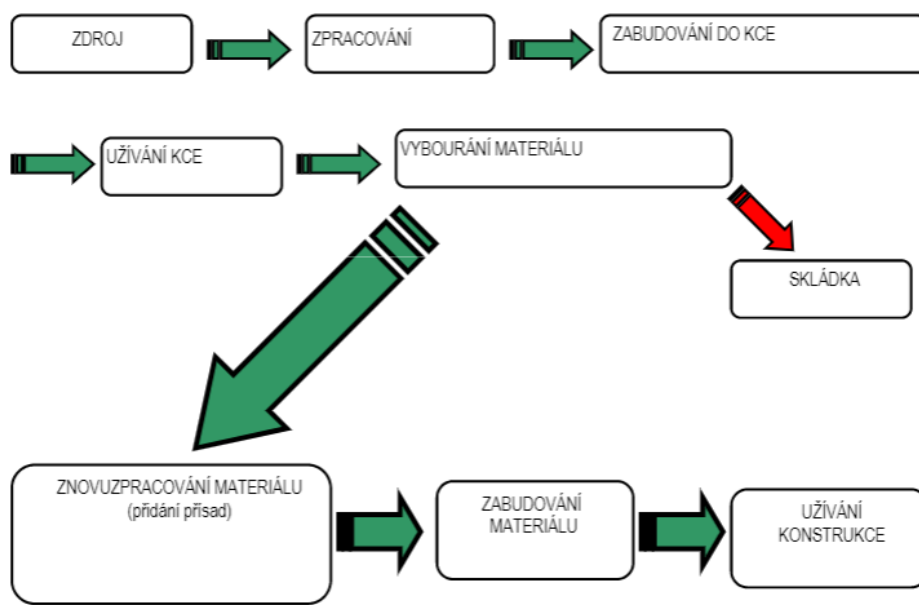 ZDROJ
ZPRACOVÁNÍ
ZABUDOVÁNÍ DO KCE
UŽÍVÁNÍ KCE
VYBOURÁNÍ MATERIÁLU
SKLÁDKA
ZNOVUZPRACOVÁNÍ MATERIÁLU
(přidání přísad)
ZABUDOVÁNÍ
MATERIÁLU
UŽÍVÁNÍ
KONSTRUKCE